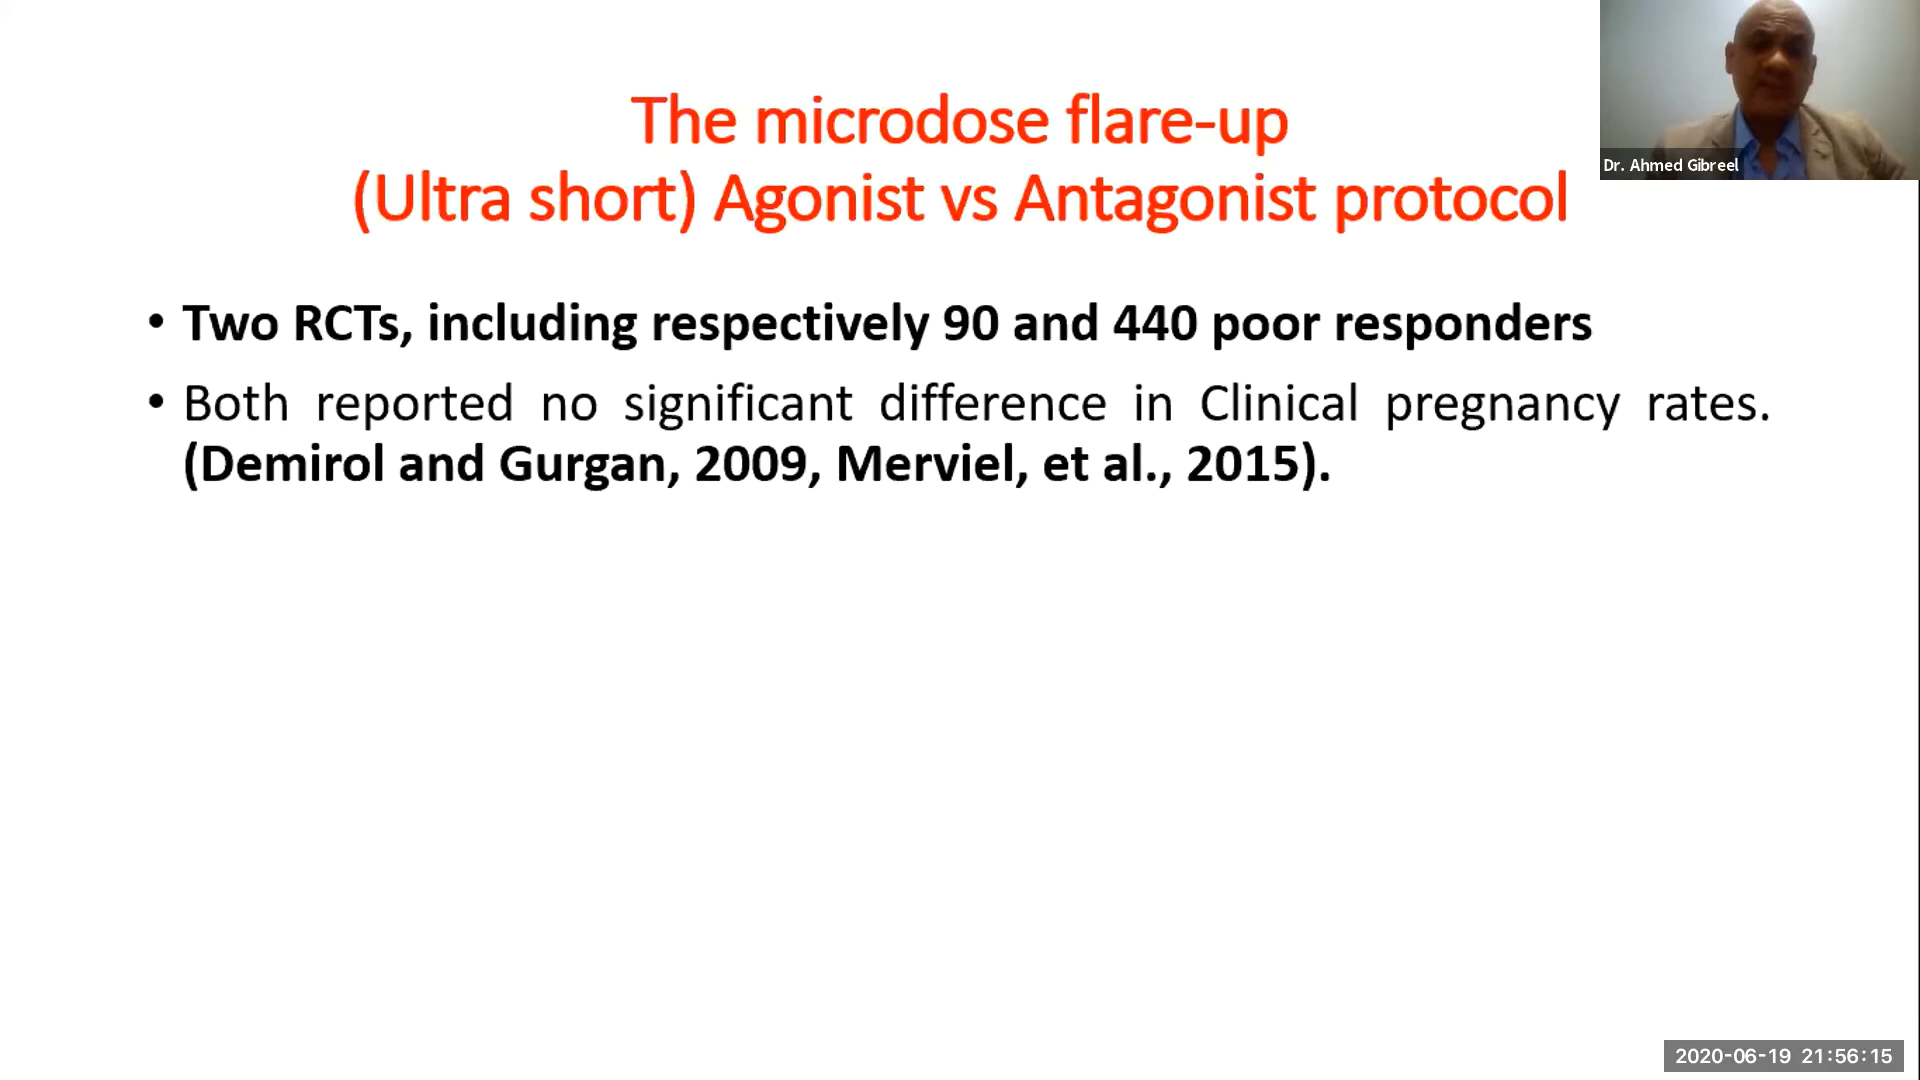 The microdose flare-up
(Ultra short) Agonist vs Antagonist protocol
Dr. Ahmed Gibreel
• Two RCTs, including respectively 90 and 440 poor responders
• Both reported no significant difference in Clinical pregnancy rates.
(Demirol and Gurgan, 2009, Merviel, et al., 2015).
2020-06-19 21:56:15